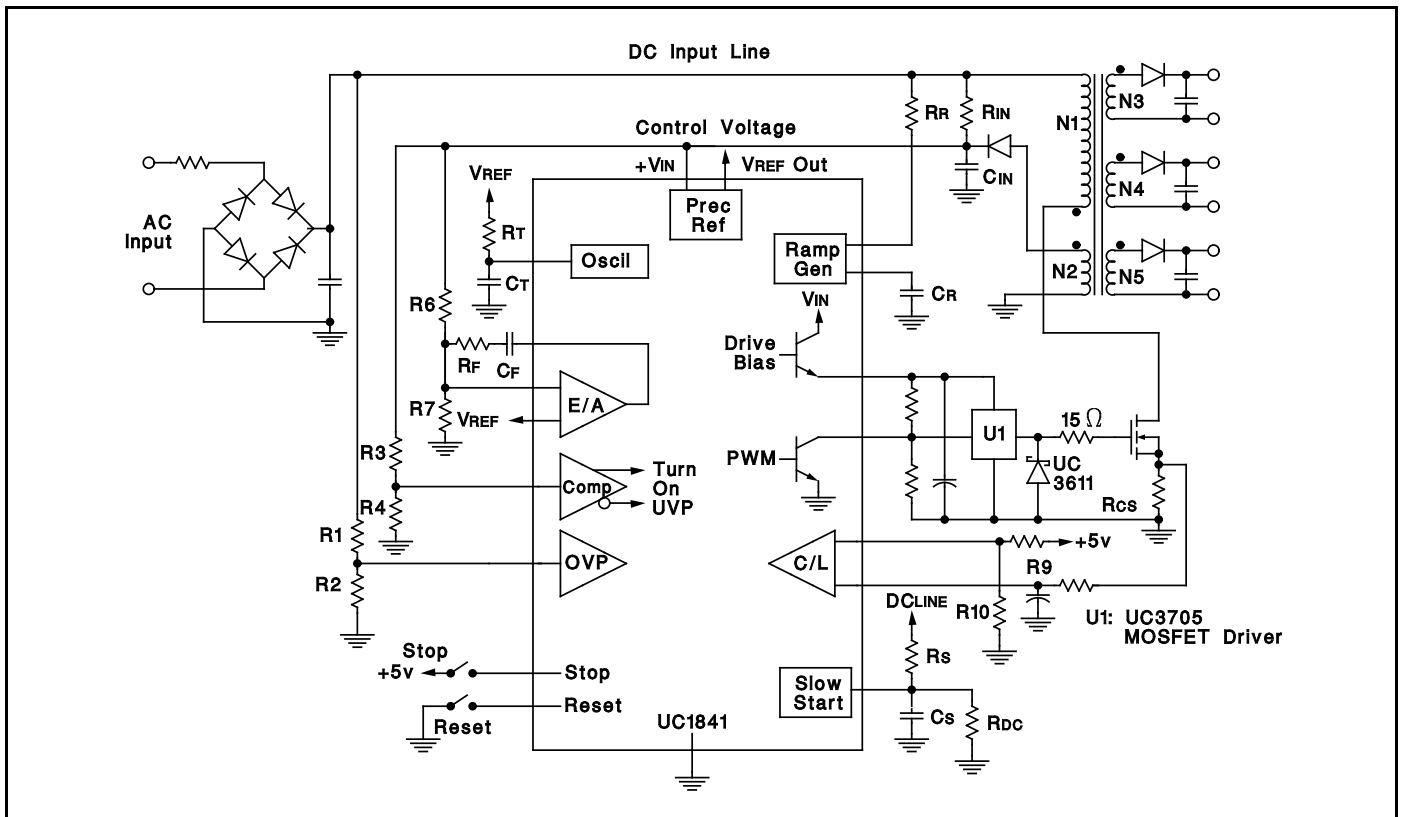 DC Input Line
RR
RIN
N1
N3
Control Voltage
+VIN
VREF Out
CIN
VREF
AC
Input
Prec
Ref
N4
RT
Oscil
Ramp
Gen
N2
N5
CT
CR
R6
VIN
RF
CF
Drive
Bias
E/A
R7
VREF
U1
15 Ω
PWM
R3
Comp
Turn
On
UVP
UC
3611
R4
RCS
R1
OVP
C/L
+5v
R2
R9
DCLINE
R10
U1: UC3705
MOSFET Driver
Stop
+5v
Stop
RS
Slow
Start
Reset
Reset
UC1841
CS
RDC